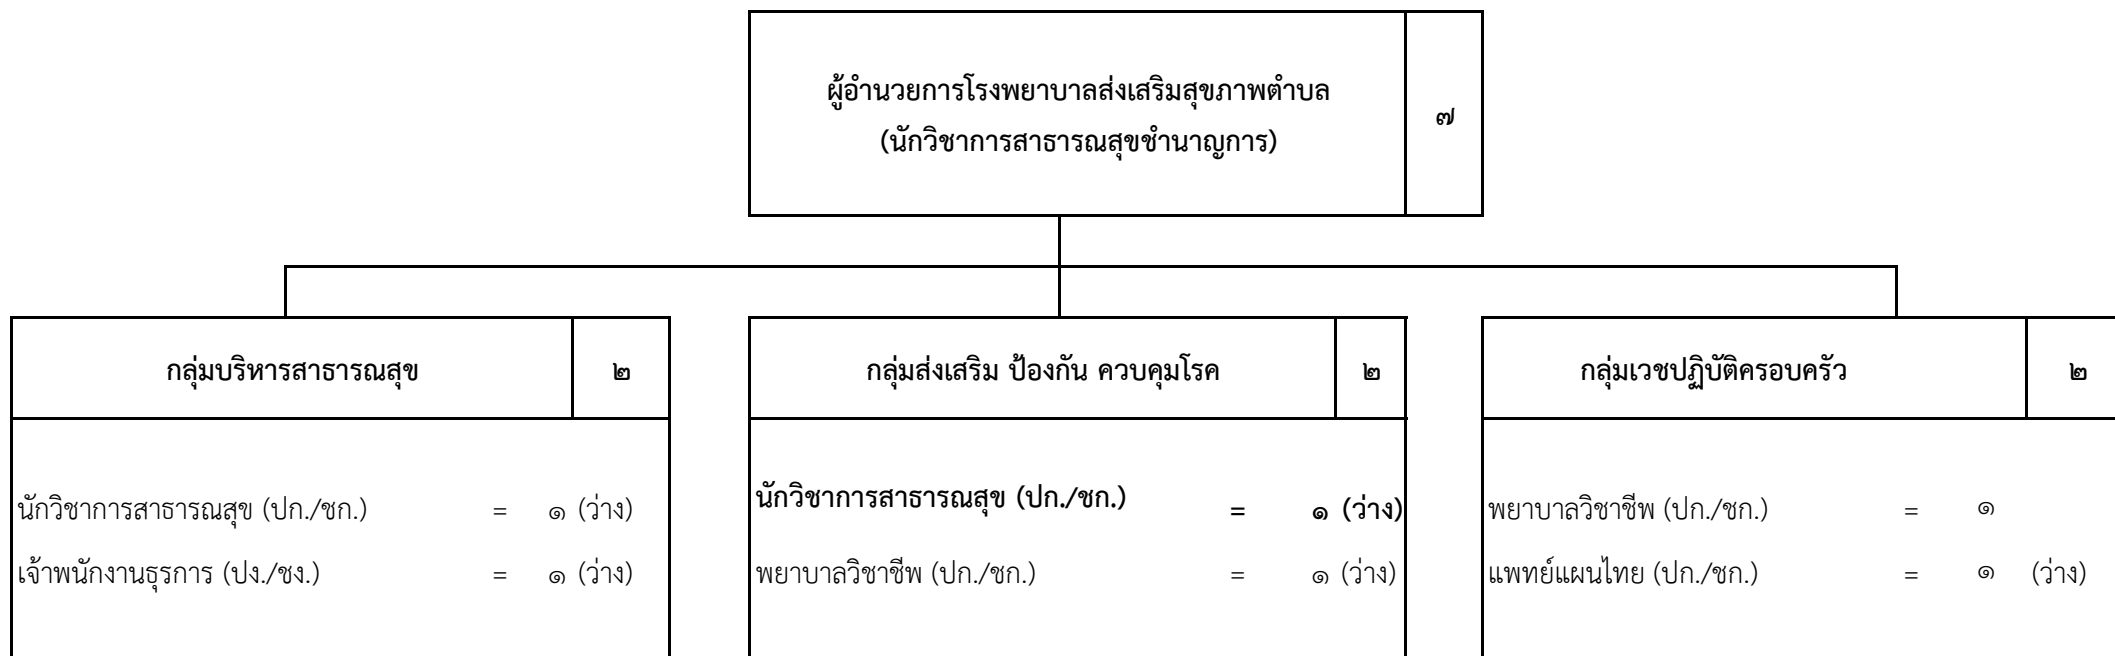 ผู้อำนวยการโรงพยาบาลส่งเสริมสุขภาพตำบล
(นักวิชาการสาธารณสุขชำนาญการ)
๗
กลุ่มบริหารสาธารณสุข ๒
นักวิชาการสาธารณสุข (ปก./ชก.) = ๑ (ว่าง)
เจ้าพนักงานธุรการ (ปง./ชง.) = ๑ (ว่าง)
กลุ่มส่งเสริม ป้องกัน ควบคุมโรค ๒
นักวิชาการสาธารณสุข (ปก./ชก.) = ๑ (ว่าง)
พยาบาลวิชาชีพ (ปก./ชก.) = ๑ (ว่าง)
กลุ่มเวชปฏิบัติครอบครัว ๒
พยาบาลวิชาชีพ (ปก./ชก.) = ๑
แพทย์แผนไทย (ปก./ชก.) = ๑ (ว่าง)